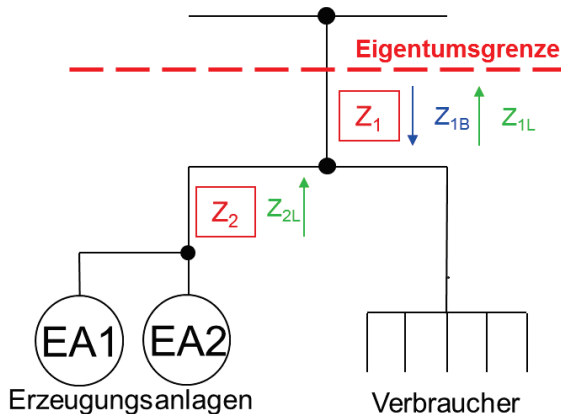 Eigentumsgrenze
Z1 Z1B Z1L
Z2 Z2L
EA1 EA2
Erzeugungsanlagen Verbraucher